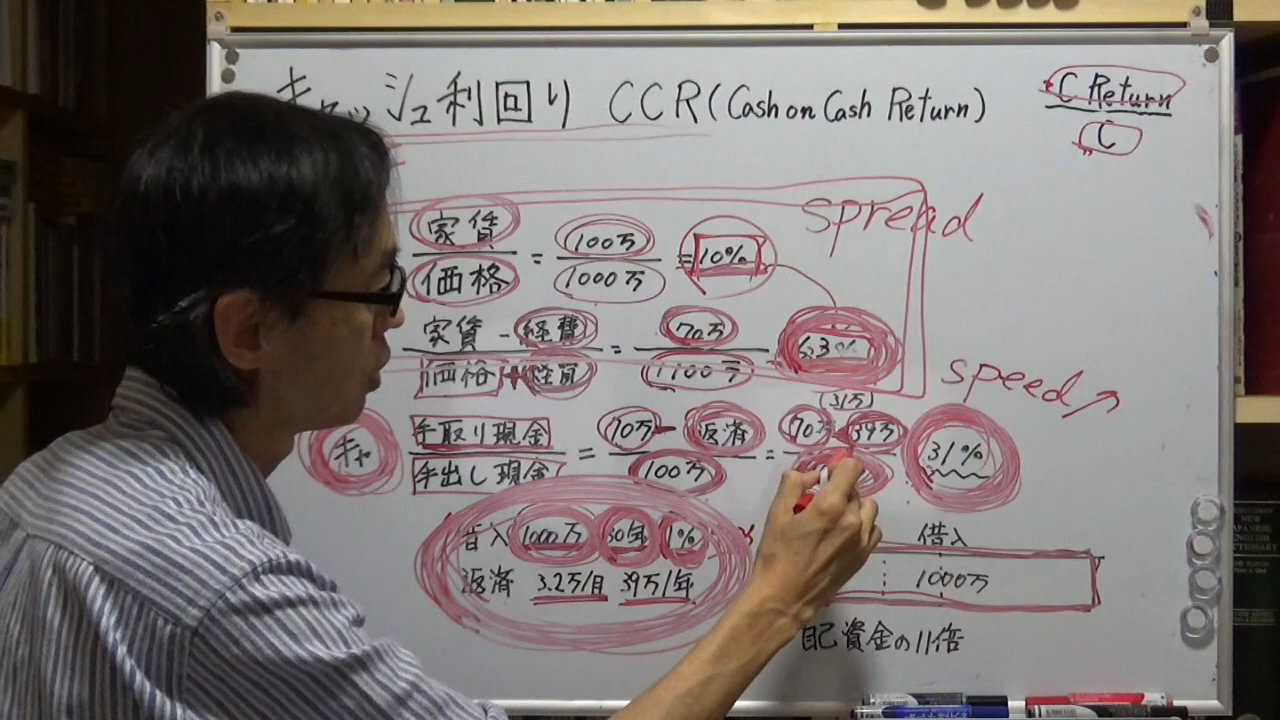 キャッシュ利回り CCR (Cash on Cash Return)
C Return
C
spread
家賃 = 100万 = 10%
価格 1000万
家賃 - 経費 = 70万 6.3%
価格 + 経費 1100万
speed ↗
(31万)
キャ 手取り現金 = 70万 - 返済 = 70万 - 39万 31%
手出し現金 100万
借入 1000万 30年 1%
返済 3.2万/月 39万/年
借入
1000万
自己資金の11倍